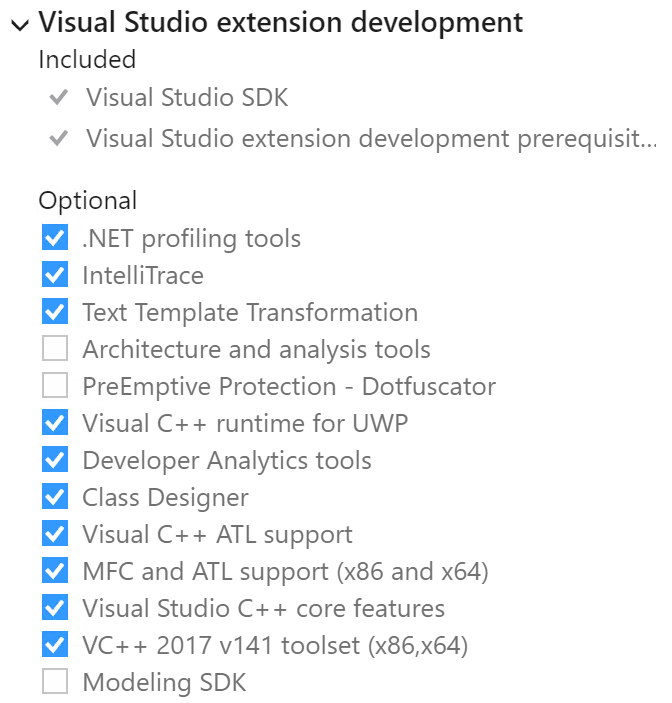 Visual Studio extension development
Included
Visual Studio SDK
Visual Studio extension development prerequisit...
Optional
.NET profiling tools
IntelliTrace
Text Template Transformation
Architecture and analysis tools
PreEmptive Protection - Dotfuscator
Visual C++ runtime for UWP
Developer Analytics tools
Class Designer
Visual C++ ATL support
MFC and ATL support (x86 and x64)
Visual Studio C++ core features
VC++ 2017 v141 toolset (x86,x64)
Modeling SDK